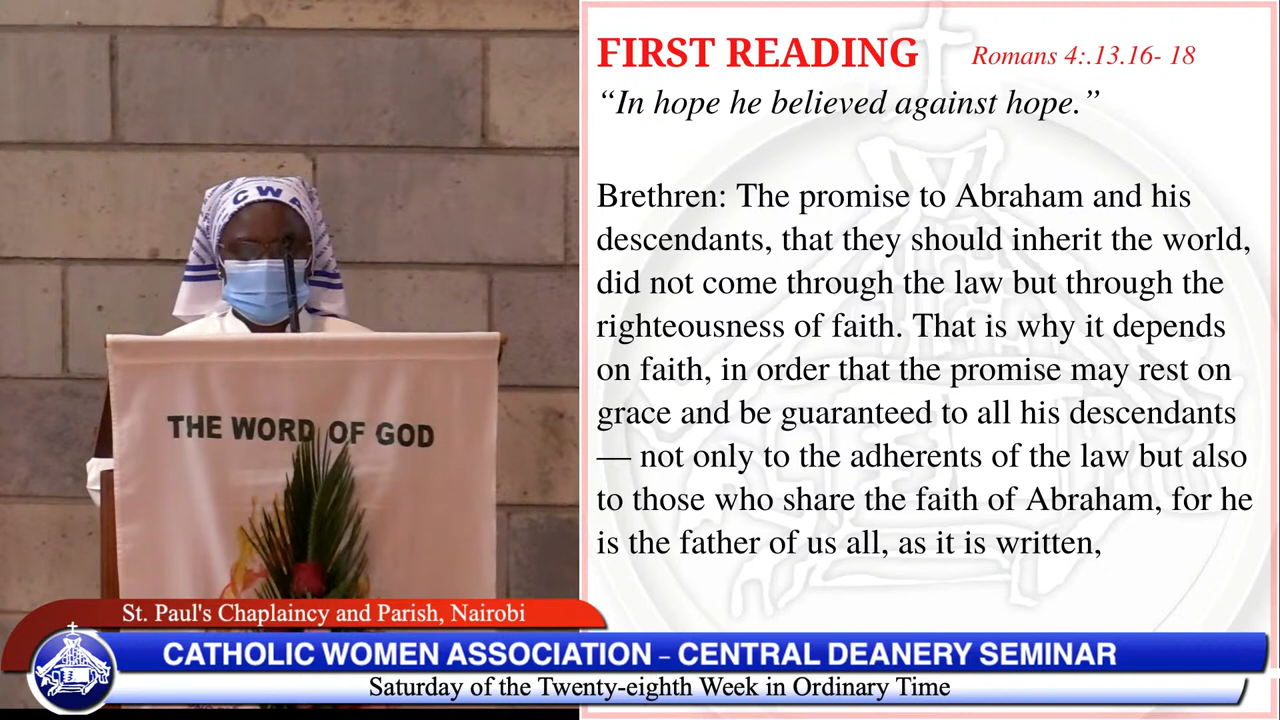 FIRST READING Romans 4:.13.16- 18
“In hope he believed against hope.”
Brethren: The promise to Abraham and his
descendants, that they should inherit the world,
did not come through the law but through the
righteousness of faith. That is why it depends
on faith, in order that the promise may rest on
grace and be guaranteed to all his descendants
— not only to the adherents of the law but also
to those who share the faith of Abraham, for he
is the father of us all, as it is written,
CWA
THE WORD OF GOD
St. Paul's Chaplaincy and Parish, Nairobi
CATHOLIC WOMEN ASSOCIATION – CENTRAL DEANERY SEMINAR
Saturday of the Twenty-eighth Week in Ordinary Time